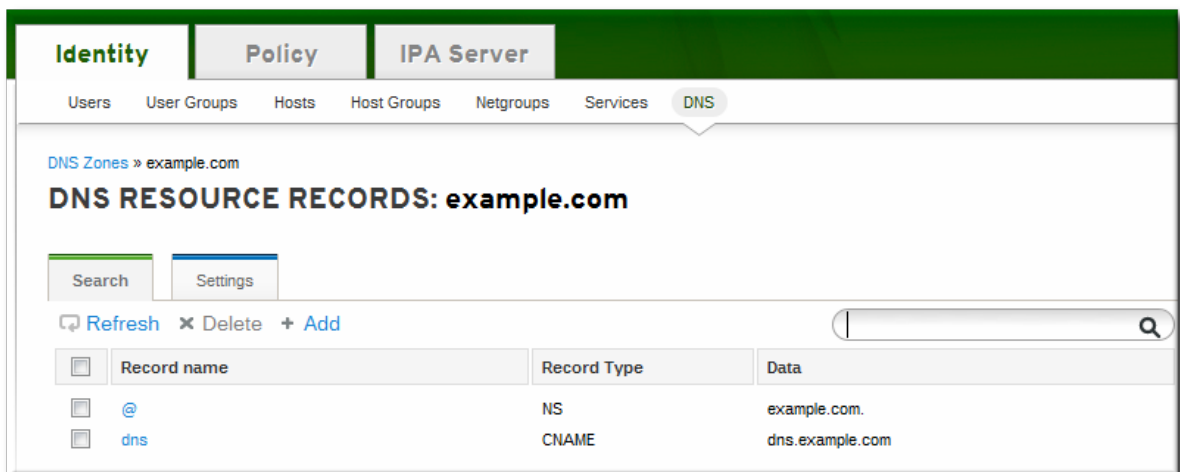 Identity Policy IPA Server
Users User Groups Hosts Host Groups Netgroups Services DNS
DNS Zones » example.com
DNS RESOURCE RECORDS: example.com
Search Settings
Refresh Delete + Add
Record name Record Type Data
@ NS example.com.
dns CNAME dns.example.com